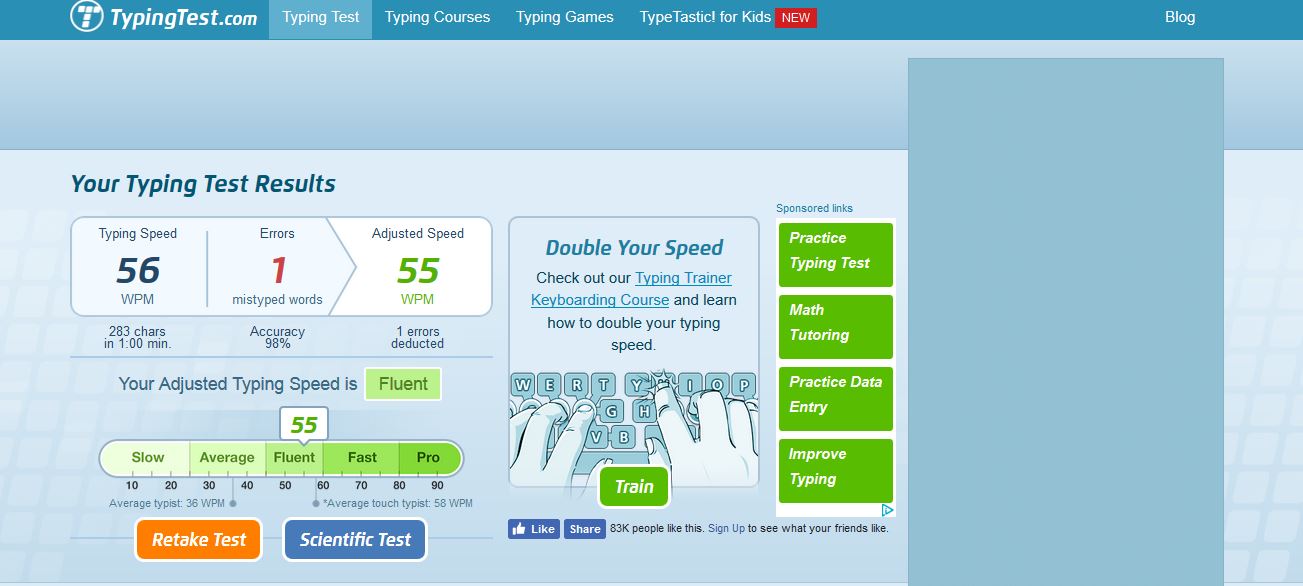 TypingTest.com
Typing Test
Typing Courses
Typing Games
TypeTastic! for Kids NEW
Blog
Your Typing Test Results
Typing Speed
56
WPM
Errors
1
mistyped words
Adjusted Speed
55
WPM
283 chars
in 1:00 min.
Accuracy
98%
1 errors
deducted
Your Adjusted Typing Speed is Fluent
55
Slow Average Fluent Fast Pro
10 20 30 40 50 60 70 80 90
Average typist: 36 WPM
*Average touch typist: 58 WPM
Retake Test
Scientific Test
Double Your Speed
Check out our Typing Trainer
Keyboarding Course and learn
how to double your typing
speed.
W E R T Y I O P
G H
V B
Train
Like Share 83K people like this. Sign Up to see what your friends like.
Sponsored links
Practice
Typing Test
Math
Tutoring
Practice Data
Entry
Improve
Typing